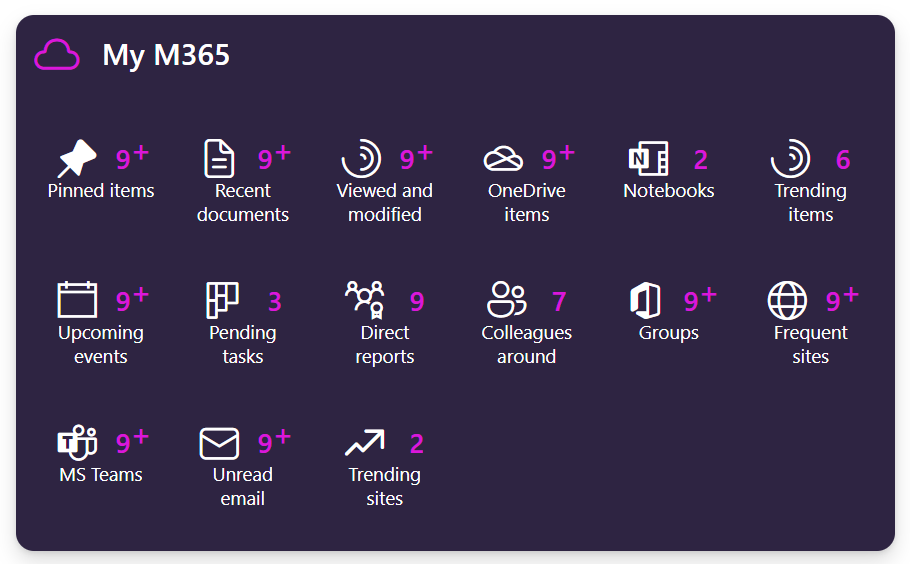 My M365
9+ 9+ 9+ 9+ N 2 6
Pinned items Recent Viewed and OneDrive Notebooks Trending
documents modified items items
9+ 3 9 7 9+ 9+
Upcoming Pending Direct Colleagues Groups Frequent
events tasks reports around sites
T 9+ 9+ 2
MS Teams Unread Trending
email sites